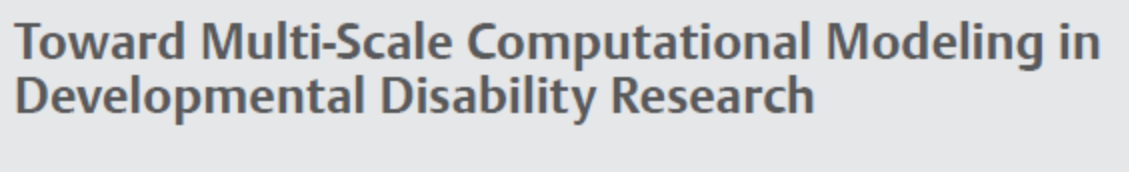 Toward Multi-Scale Computational Modeling in
Developmental Disability Research